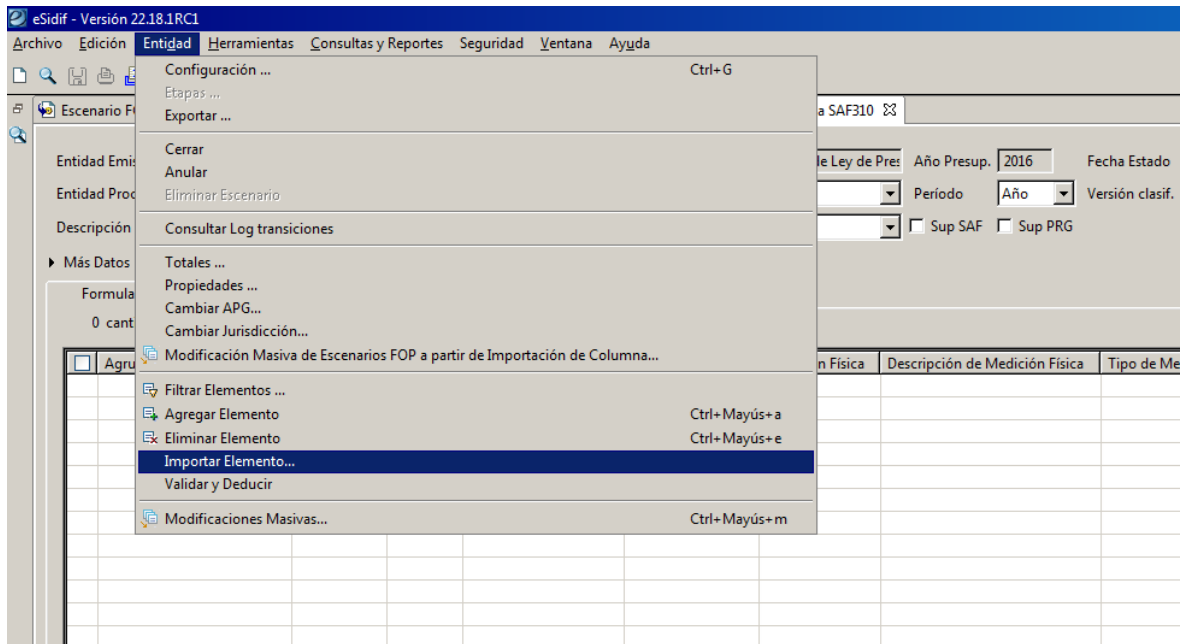 eSidif - Versión 22.18.1RC1
Archivo Edición Entidad Herramientas Consultas y Reportes Seguridad Ventana Ayuda
Configuración ... Ctrl+G
Etapas ...
Escenario F a SAF310
Exportar ...
Cerrar
Entidad Emis de Ley de Pres Año Presup. 2016 Fecha Estado
Anular
Entidad Proc Eliminar Escenario Período Año Versión clasif.
Descripción Consultar Log transiciones Sup SAF Sup PRG
Más Datos Totales ...
Propiedades ...
Formula Cambiar APG...
0 cant Cambiar Jurisdicción...
Modificación Masiva de Escenarios FOP a partir de Importación de Columna...
Agru n Física Descripción de Medición Física Tipo de Me
Filtrar Elementos ...
Agregar Elemento Ctrl+Mayús+a
Eliminar Elemento Ctrl+Mayús+e
Importar Elemento...
Validar y Deducir
Modificaciones Masivas... Ctrl+Mayús+m